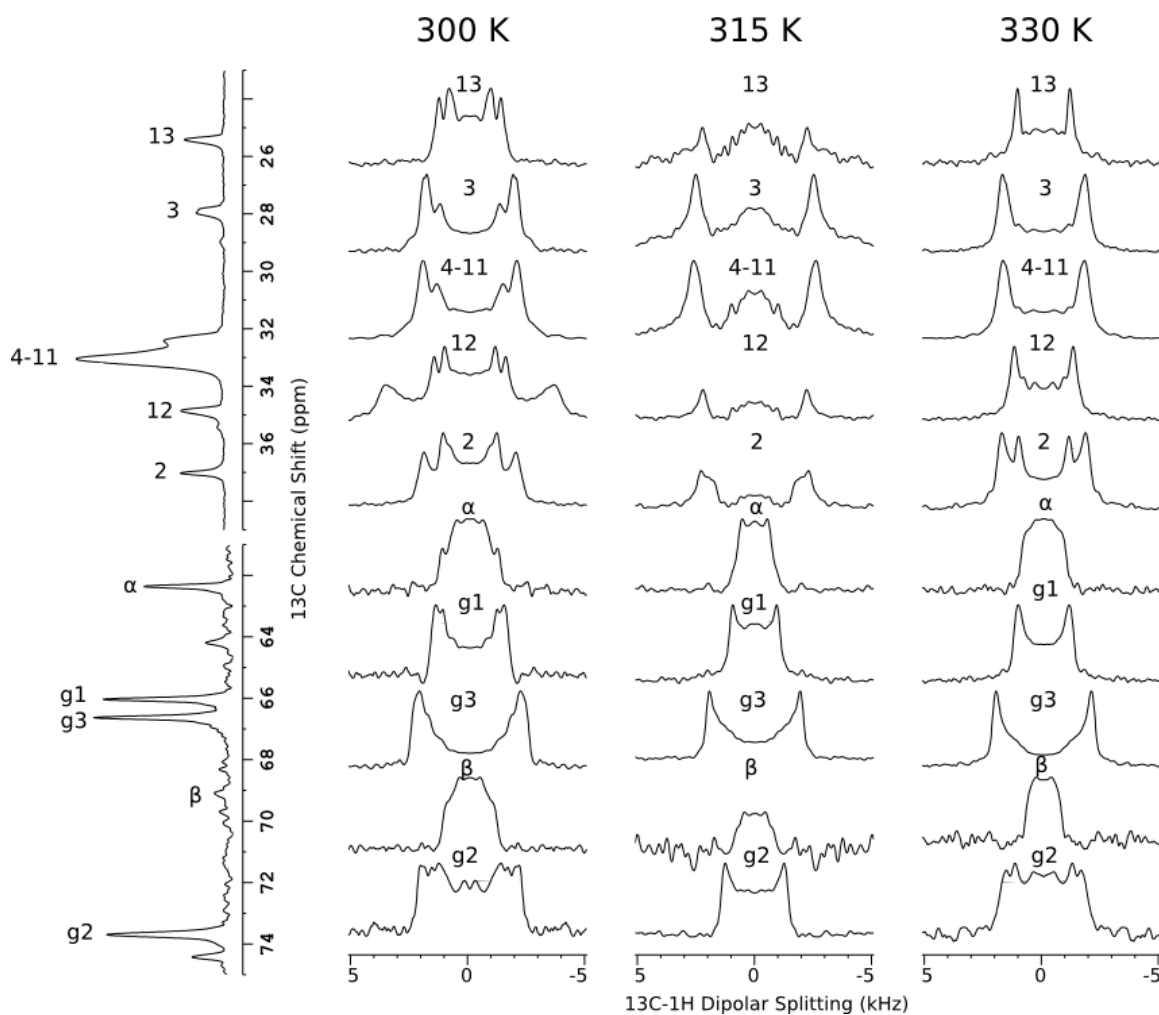 300 K 315 K 330 K
13 13 13 13
26
3 3 3 3
28
30
4-11 4-11 4-11
32
4-11
12 12 12
34
12
36
2 2 2 2
13C Chemical Shift (ppm)
α α α α
g1 g1 g1
64
g1
66
g3
g3 g3 g3
68
β β β
β
70
g2 g2 g2
72
g2
74
5 0 -5 5 0 -5 5 0 -5
13C-1H Dipolar Splitting (kHz)